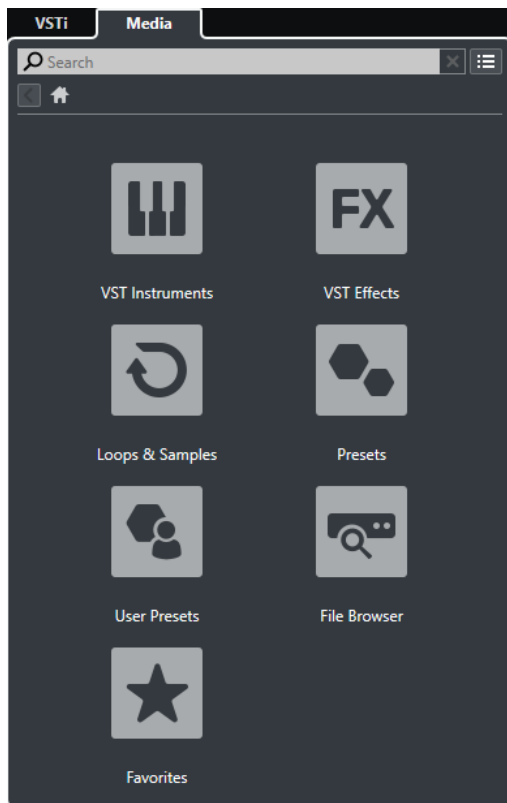 VSTi Media
Search
FX
VST Instruments VST Effects
Loops & Samples Presets
User Presets File Browser
Favorites